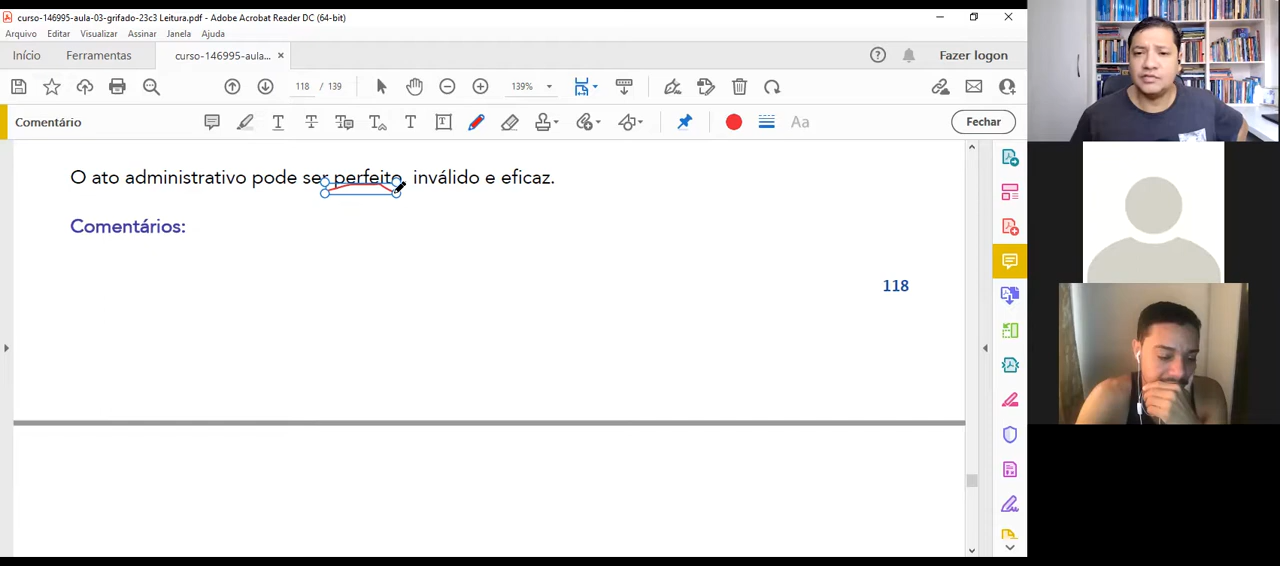 curso-146995-aula-03-grifado-23c3 Leitura.pdf - Adobe Acrobat Reader DC (64-bit)
Arquivo Editar Visualizar Assinar Janela Ajuda
Início Ferramentas curso-146995-aula... × Fazer logon
118 / 139 139%
Comentário Aa Fechar
O ato administrativo pode ser perfeito, inválido e eficaz.
Comentários:
118